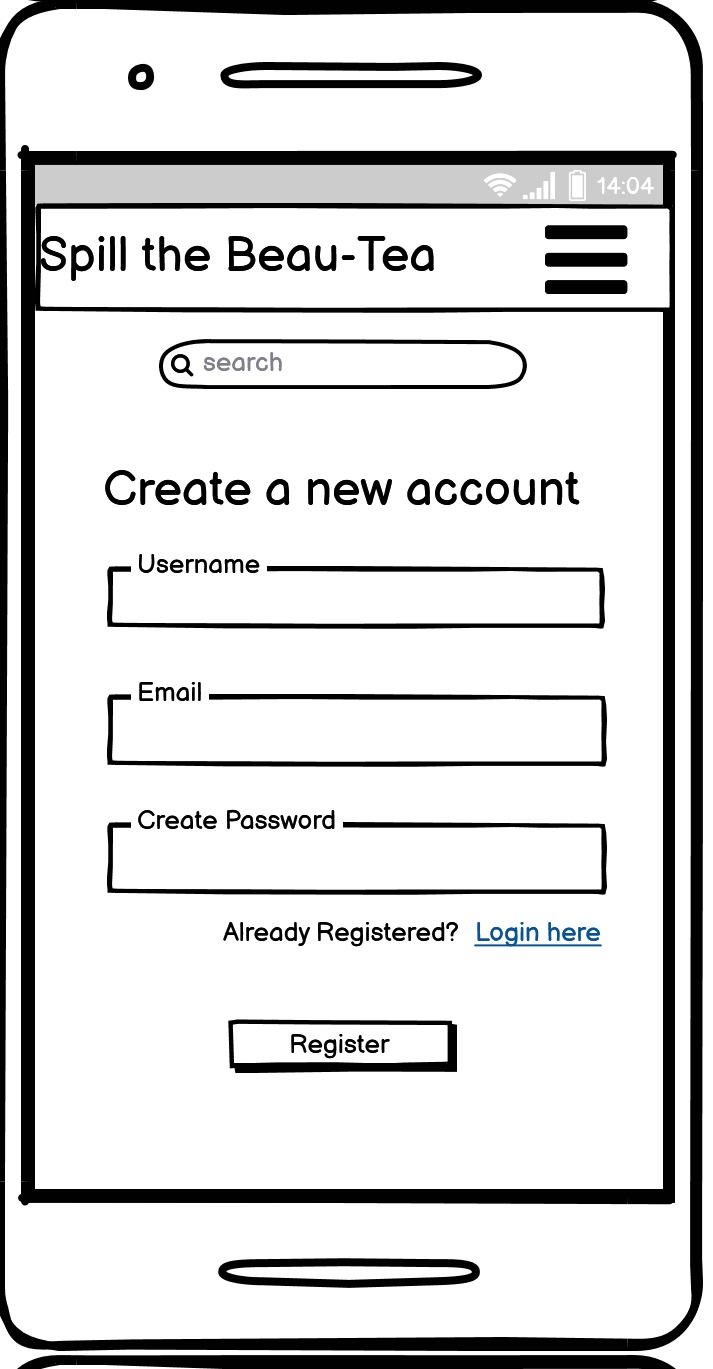 14:04
Spill the Beau-Tea
search
Create a new account
Username
Email
Create Password
Already Registered? Login here
Register